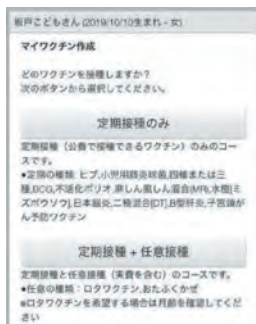 坂戸こどもさん (2019/10/10生まれ - 女)
マイワクチン作成
どのワクチンを接種しますか?
次のボタンから選択してください。
定期接種のみ
定期接種（公費で接種できるワクチン）のみのコー
スです。
●定期の種類：ヒブ,小児用肺炎球菌,四種または三
種,BCG,不活化ポリオ,麻しん風しん混合(MR),水痘[ミ
ズボウソウ],日本脳炎,二種混合[DT],B型肝炎,子宮頸が
ん予防ワクチン
定期接種 + 任意接種
定期接種と任意接種（実費を含む）のコースです。
●任意の種類：ロタワクチン,おたふくかぜ
※ロタワクチンを希望する場合は月齢を確認してくだ
さい